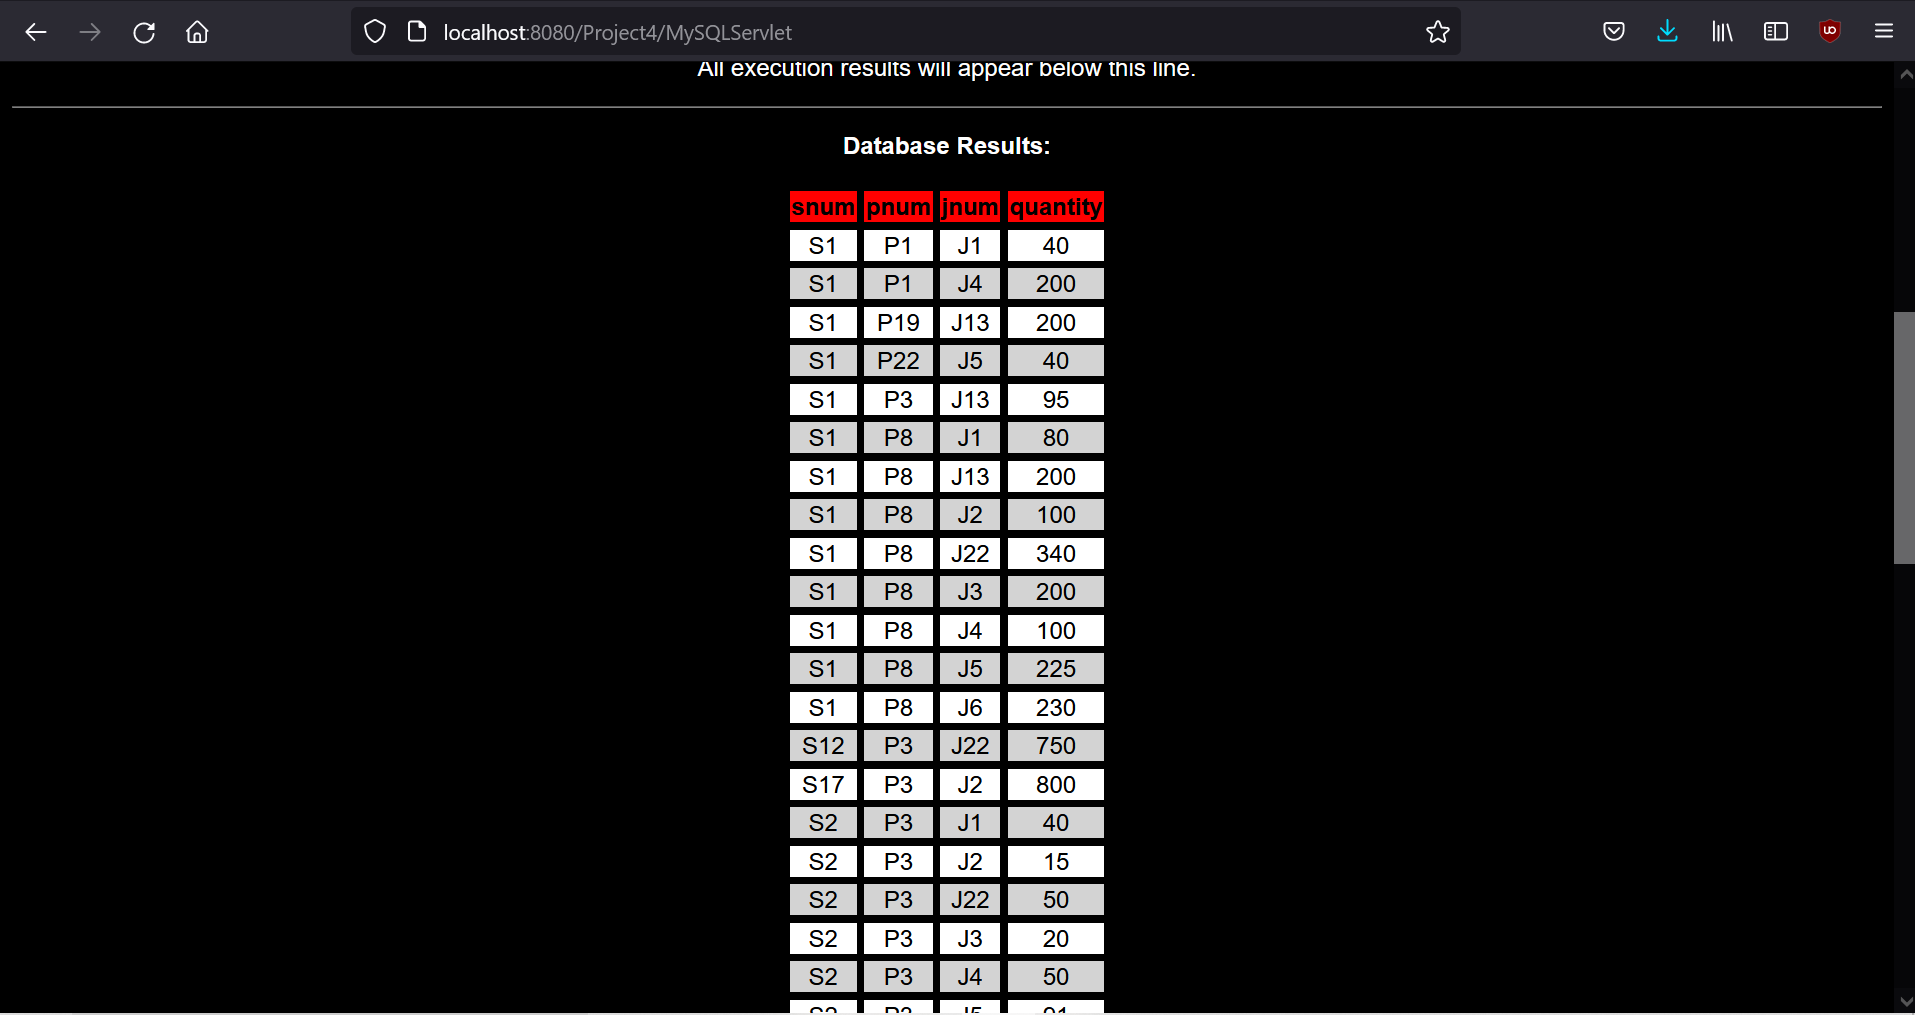 localhost:8080/Project4/MySQLServlet
All execution results will appear below this line.
Database Results:
snum pnum jnum quantity
S1 P1 J1 40
S1 P1 J4 200
S1 P19 J13 200
S1 P22 J5 40
S1 P3 J13 95
S1 P8 J1 80
S1 P8 J13 200
S1 P8 J2 100
S1 P8 J22 340
S1 P8 J3 200
S1 P8 J4 100
S1 P8 J5 225
S1 P8 J6 230
S12 P3 J22 750
S17 P3 J2 800
S2 P3 J1 40
S2 P3 J2 15
S2 P3 J22 50
S2 P3 J3 20
S2 P3 J4 50